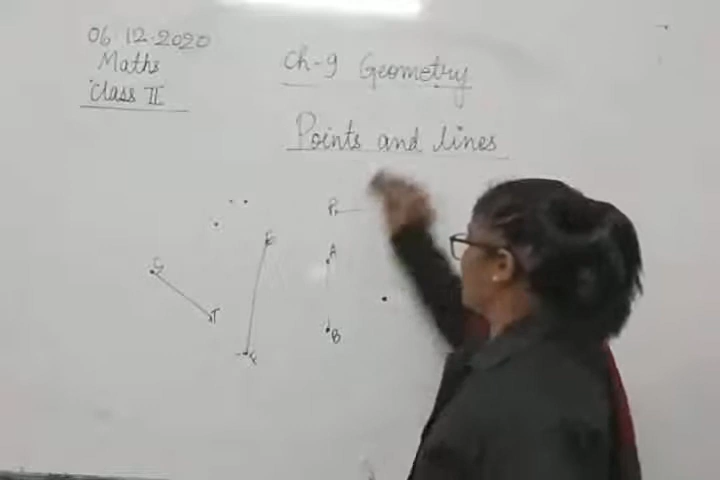 06.12.2020
Maths
Class II
Ch-9 Geometry
Points and lines
P
E
A
S
T
B
F